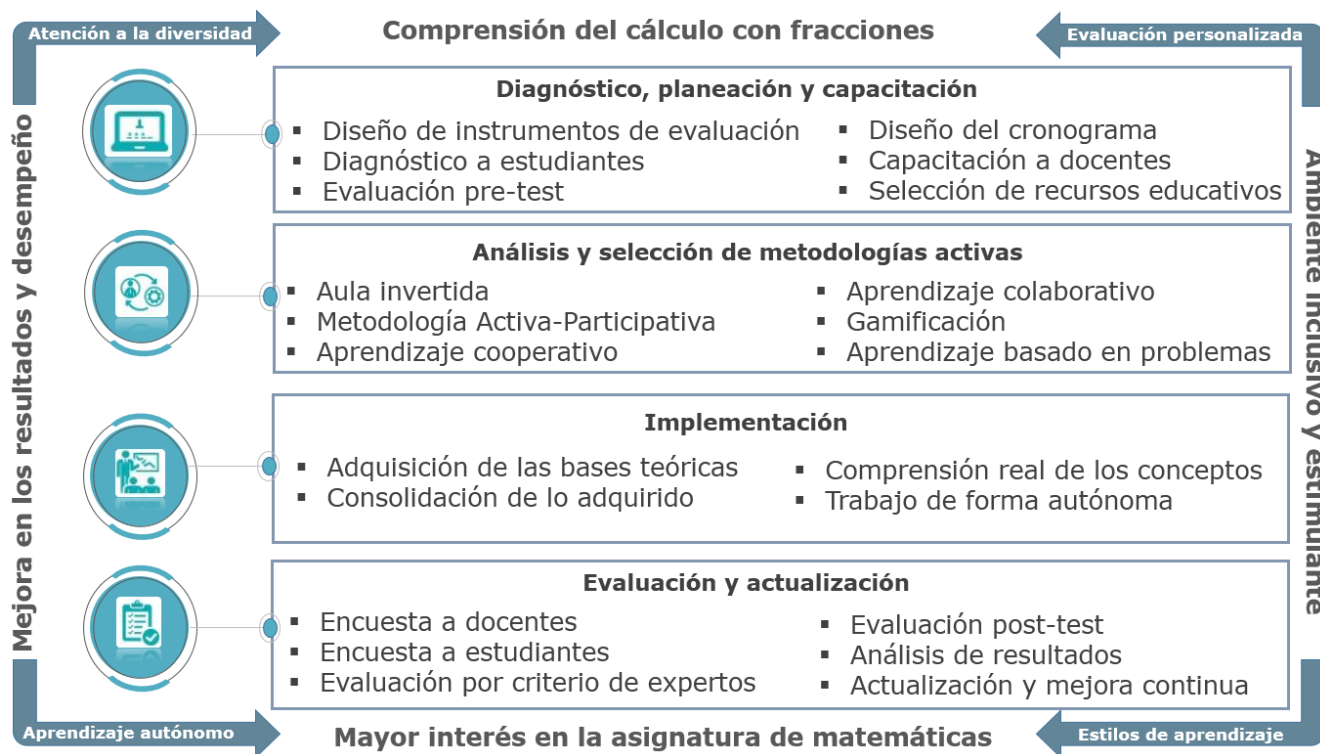 Atención a la diversidad
Comprensión del cálculo con fracciones
Evaluación personalizada
Mejora en los resultados y desempeño
Ambiente inclusivo y estimulante
Diagnóstico, planeación y capacitación
▪ Diseño de instrumentos de evaluación
▪ Diagnóstico a estudiantes
▪ Evaluación pre-test
▪ Diseño del cronograma
▪ Capacitación a docentes
▪ Selección de recursos educativos
Análisis y selección de metodologías activas
▪ Aula invertida
▪ Metodología Activa-Participativa
▪ Aprendizaje cooperativo
▪ Aprendizaje colaborativo
▪ Gamificación
▪ Aprendizaje basado en problemas
Implementación
▪ Adquisición de las bases teóricas
▪ Consolidación de lo adquirido
▪ Comprensión real de los conceptos
▪ Trabajo de forma autónoma
Evaluación y actualización
▪ Encuesta a docentes
▪ Encuesta a estudiantes
▪ Evaluación por criterio de expertos
▪ Evaluación post-test
▪ Análisis de resultados
▪ Actualización y mejora continua
Aprendizaje autónomo
Mayor interés en la asignatura de matemáticas
Estilos de aprendizaje